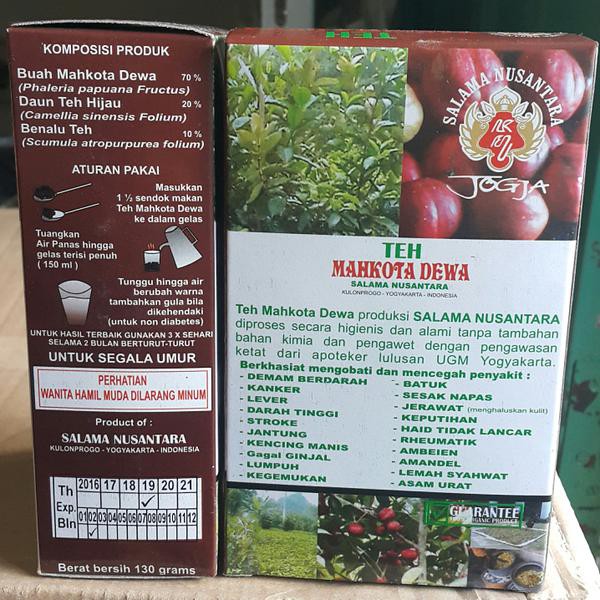 KOMPOSISI PRODUK
Buah Mahkota Dewa 70 %
(Phaleria papuana Fructus)
Daun Teh Hijau 20 %
(Camellia sinensis Folium)
Benalu Teh 10 %
(Scumula atropurpurea folium)
ATURAN PAKAI
Masukkan
1 ½ sendok makan
Teh Mahkota Dewa
ke dalam gelas
Tuangkan
Air Panas hingga
gelas terisi penuh
( 150 ml )
Tunggu hingga air
berubah warna
tambahkan gula bila
dikehendaki
(untuk non diabetes)
UNTUK HASIL TERBAIK GUNAKAN 3 X SEHARI
SELAMA 2 BULAN BERTURUT-TURUT
UNTUK SEGALA UMUR
PERHATIAN
WANITA HAMIL MUDA DILARANG MINUM
Product of :
SALAMA NUSANTARA
KULONPROGO - YOGYAKARTA - INDONESIA
Th 2016 17 18 19 20 21
Exp.
Bln 01 02 03 04 05 06 07 08 09 10 11 12
Berat bersih 130 grams
TEH
SALAMA NUSANTARA
JOGJA
TEH
MAHKOTA DEWA
SALAMA NUSANTARA
KULONPROGO - YOGYAKARTA - INDONESIA
Teh Mahkota Dewa produksi SALAMA NUSANTARA
diproses secara higienis dan alami tanpa tambahan
bahan kimia dan pengawet dengan pengawasan
ketat dari apoteker lulusan UGM Yogyakarta.
Berkhasiat mengobati dan mencegah penyakit :
- DEMAM BERDARAH
- KANKER
- LEVER
- DARAH TINGGI
- STROKE
- JANTUNG
- KENCING MANIS
- Gagal GINJAL
- LUMPUH
- KEGEMUKAN
- BATUK
- SESAK NAPAS
- JERAWAT (menghaluskan kulit)
- KEPUTIHAN
- HAID TIDAK LANCAR
- RHEUMATIK
- AMBEIEN
- AMANDEL
- LEMAH SYAHWAT
- ASAM URAT
GUARANTEE
ORGANIC PRODUCT